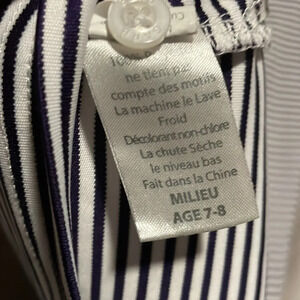 ne tient pas
compte des motifs
La machine le Lave
Froid
Décolorant non-chlore
La chute Sèche
le niveau bas
Fait dans la Chine
MILIEU
AGE 7-8